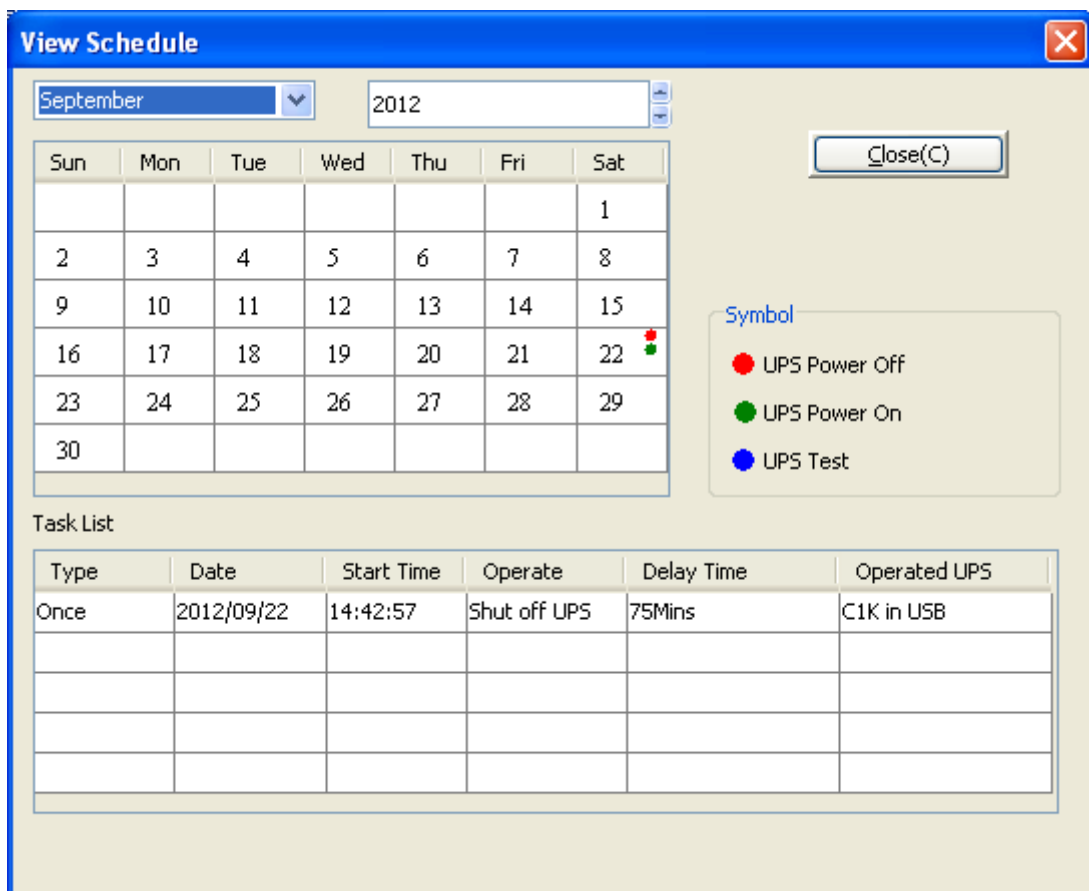 View Schedule
September 2012
Close(C)
Sun Mon Tue Wed Thu Fri Sat
1
2 3 4 5 6 7 8
9 10 11 12 13 14 15
16 17 18 19 20 21 22
23 24 25 26 27 28 29
30
Symbol
UPS Power Off
UPS Power On
UPS Test
Task List
Type Date Start Time Operate Delay Time Operated UPS
Once 2012/09/22 14:42:57 Shut off UPS 75Mins C1K in USB